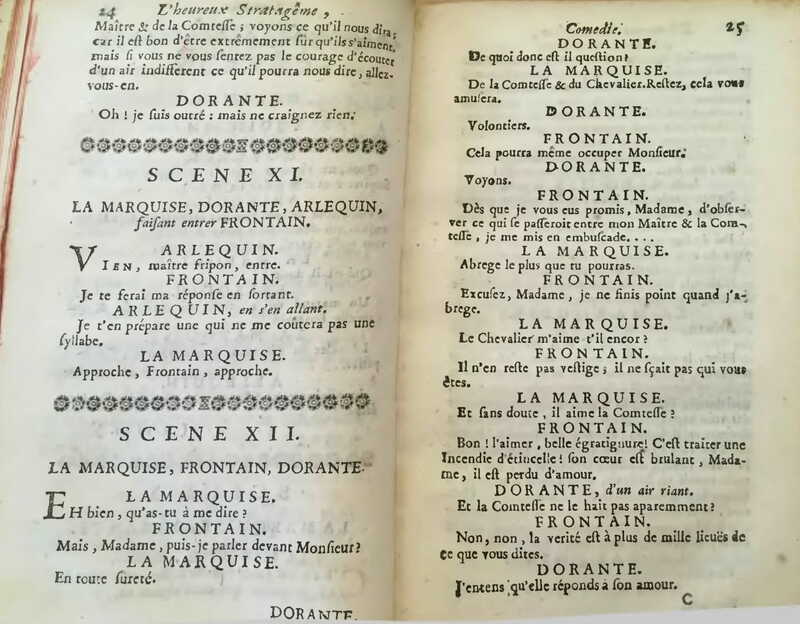 24 L'heureux Stratagême,
Maître & de la Comtesse ; voyons ce qu'il nous dira,
car il est bon d'être extrêmement sûr qu'ils s'aiment,
mais si vous ne vous sentez pas le courage d'écouter
d'un air indifferent ce qu'il pourra nous dire, allez-
vous-en.
DORANTE.
Oh ! je suis outré : mais ne craignez rien.
SCENE XI.
LA MARQUISE, DORANTE, ARLEQUIN,
faisant entrer FRONTAIN.
ARLEQUIN.
VIEN, maître fripon, entre.
FRONTAIN.
Je te ferai ma réponse en sortant.
ARLEQUIN, en s'en allant.
Je t'en prépare une qui ne me coûtera pas une
syllabe.
LA MARQUISE.
Approche, Frontain, approche.
SCENE XII.
LA MARQUISE, FRONTAIN, DORANTE.
LA MARQUISE.
EH bien, qu'as-tu à me dire ?
FRONTAIN.
Mais, Madame, puis-je parler devant Monsieur ?
LA MARQUISE.
En toute sureté.
DORANTE.
Comedie. 25
DORANTE.
De quoi donc est il question ?
LA MARQUISE.
De la Comtesse & du Chevalier. Restez, cela vous
amusera.
DORANTE.
Volontiers.
FRONTAIN.
Cela pourra même occuper Monsieur.
DORANTE.
Voyons.
FRONTAIN.
Dès que je vous eus promis, Madame, d'obser-
ver ce qui se passeroit entre mon Maître & la Com-
tesse, je me mis en embuscade. . . .
LA MARQUISE.
Abrege le plus que tu pourras.
FRONTAIN.
Excusez, Madame, je ne finis point quand j'a-
brege.
LA MARQUISE.
Le Chevalier m'aime t'il encor ?
FRONTAIN.
Il n'en reste pas vestige ; il ne sçait pas qui vous
êtes.
LA MARQUISE.
Et sans doute, il aime la Comtesse ?
FRONTAIN.
Bon ! l'aimer, belle égratignure! C'est traiter une
Incendie d'étincelle ! son cœur est brulant, Mada-
me, il est perdu d'amour.
DORANTE, d'un air riant.
Et la Comtesse ne le hait pas aparemment ?
FRONTAIN.
Non, non, la verité est à plus de mille lieuës de
ce que vous dites.
DORANTE.
J'entens qu'elle réponds à son amour.
C